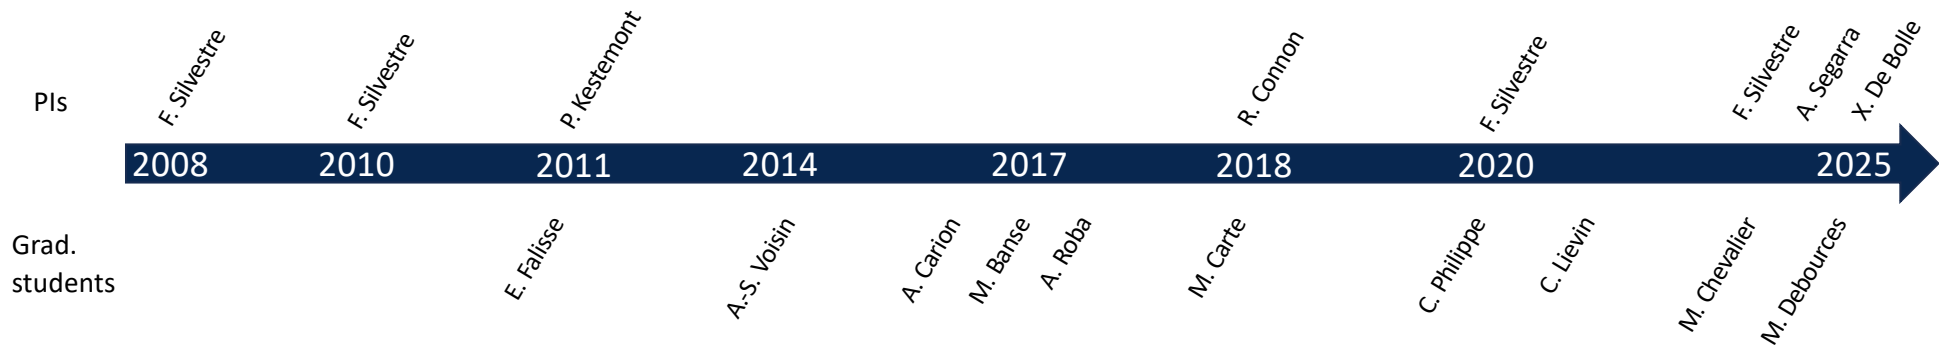 PIs
F. Silvestre
F. Silvestre
P. Kestemont
R. Connon
F. Silvestre
F. Silvestre
A. Segarra
X. De Bolle
2008
2010
2011
2014
2017
2018
2020
2025
Grad.
students
E. Falisse
A.-S. Voisin
A. Carion
M. Banse
A. Roba
M. Carte
C. Philippe
C. Lievin
M. Chevalier
M. Debources